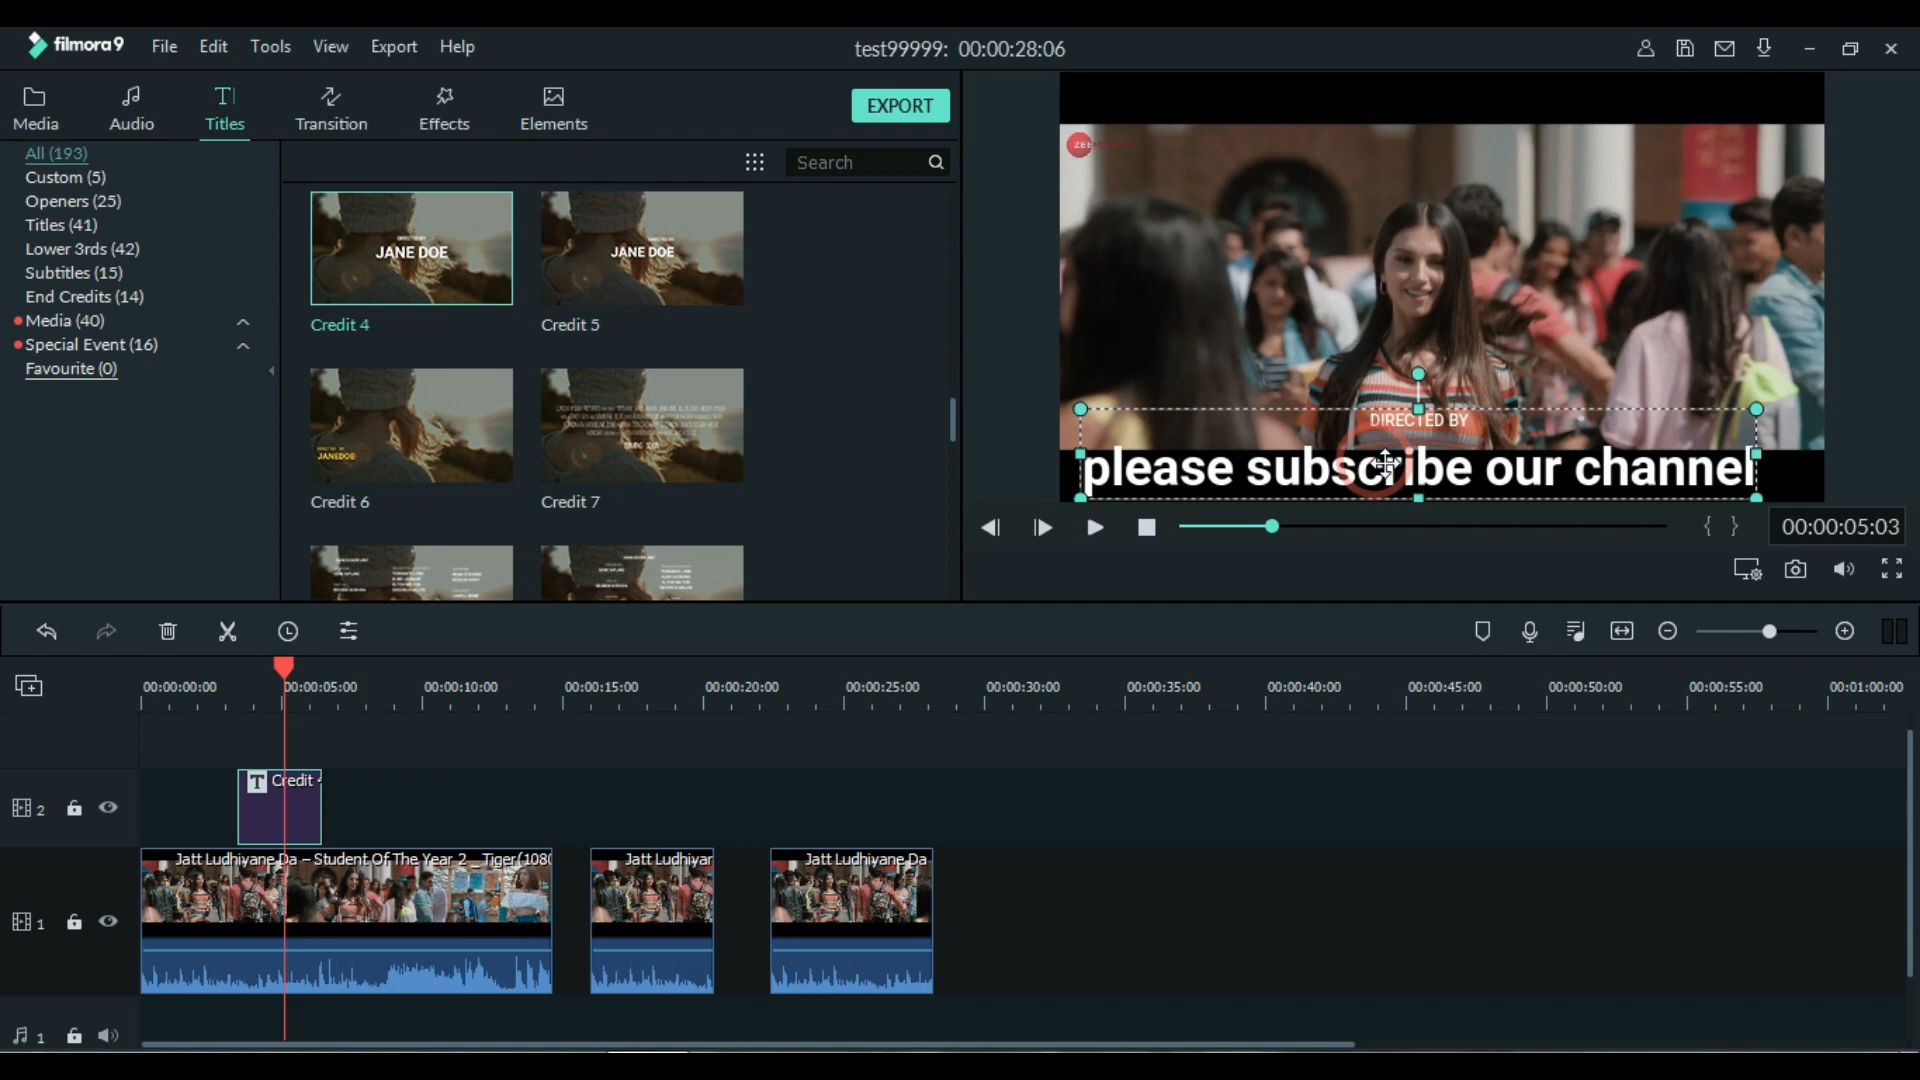 filmora9 File Edit Tools View Export Help test99999: 00:00:28:06
Media Audio Titles Transition Effects Elements EXPORT
All (193)
Custom (5)
Openers (25)
Titles (41)
Lower 3rds (42)
Subtitles (15)
End Credits (14)
Media (40)
Special Event (16)
Favourite (0)
Search
JANE DOE
JANE DOE
Credit 4 Credit 5
JANEDOE
Credit 6 Credit 7
ZEE
DIRECTED BY
please subscribe our channel
{ } 00:00:05:03
00:00:00:00 00:00:05:00 00:00:10:00 00:00:15:00 00:00:20:00 00:00:25:00 00:00:30:00 00:00:35:00 00:00:40:00 00:00:45:00 00:00:50:00 00:00:55:00 00:01:00:00
2 T Credit
Jatt Ludhiyane Da – Student Of The Year 2 _ Tiger(108 Jatt Ludhiyar Jatt Ludhiyane Da
1
1